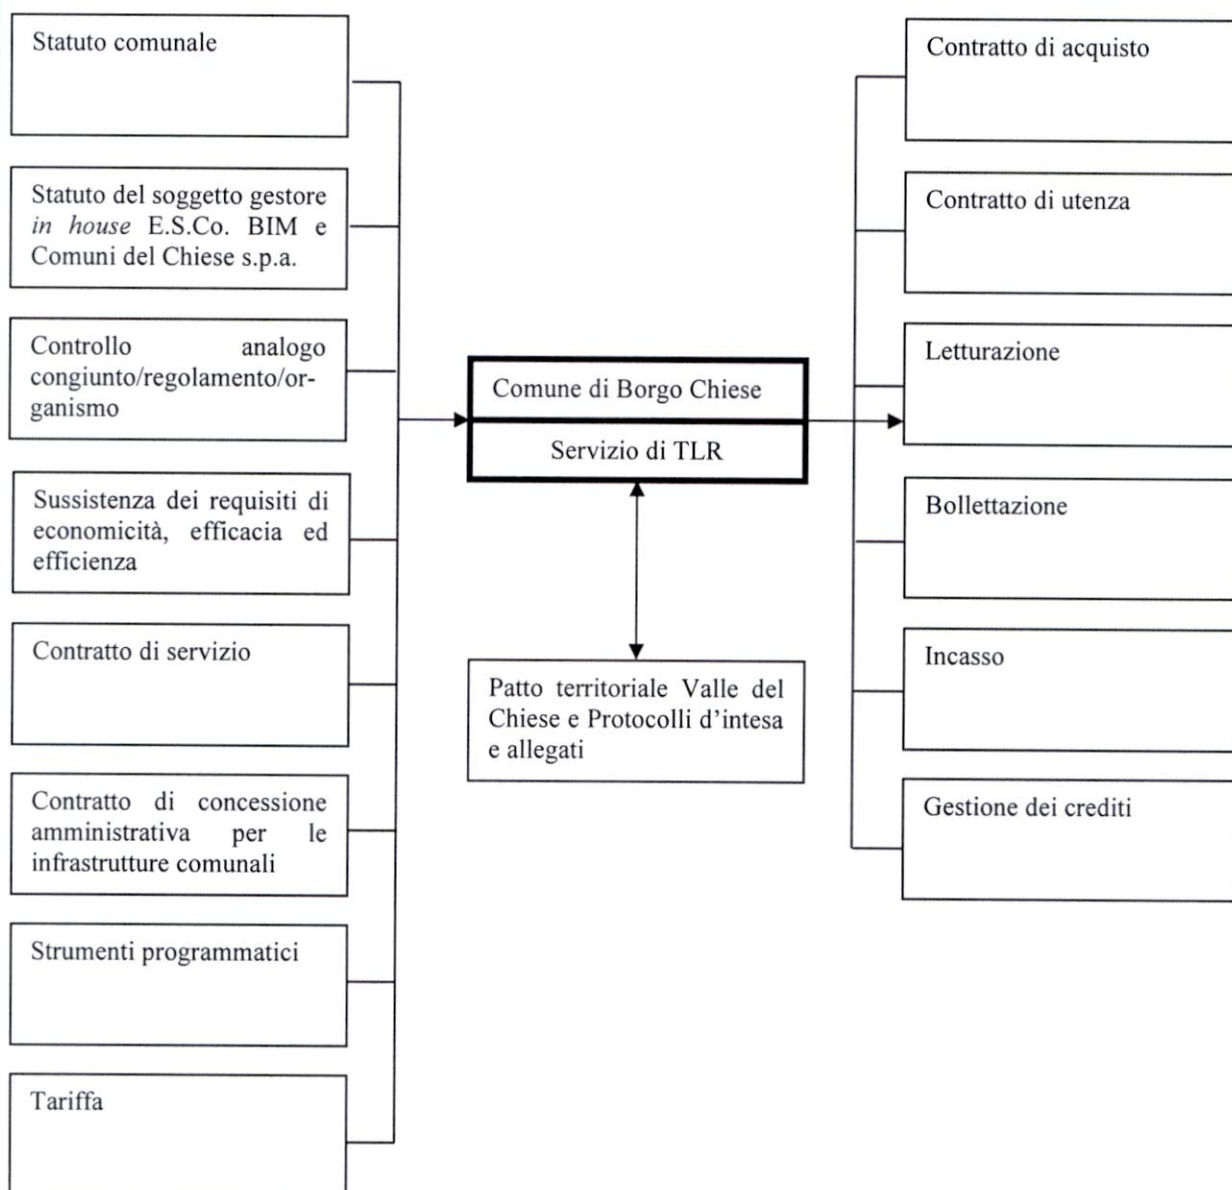 Statuto comunale
Statuto del soggetto gestore
in house E.S.Co. BIM e
Comuni del Chiese s.p.a.
Controllo analogo
congiunto/regolamento/or-
ganismo
Sussistenza dei requisiti di
economicità, efficacia ed
efficienza
Contratto di servizio
Contratto di concessione
amministrativa per le
infrastrutture comunali
Strumenti programmatici
Tariffa
Comune di Borgo Chiese
Servizio di TLR
Patto territoriale Valle del
Chiese e Protocolli d'intesa
e allegati
Contratto di acquisto
Contratto di utenza
Letturazione
Bollettazione
Incasso
Gestione dei crediti